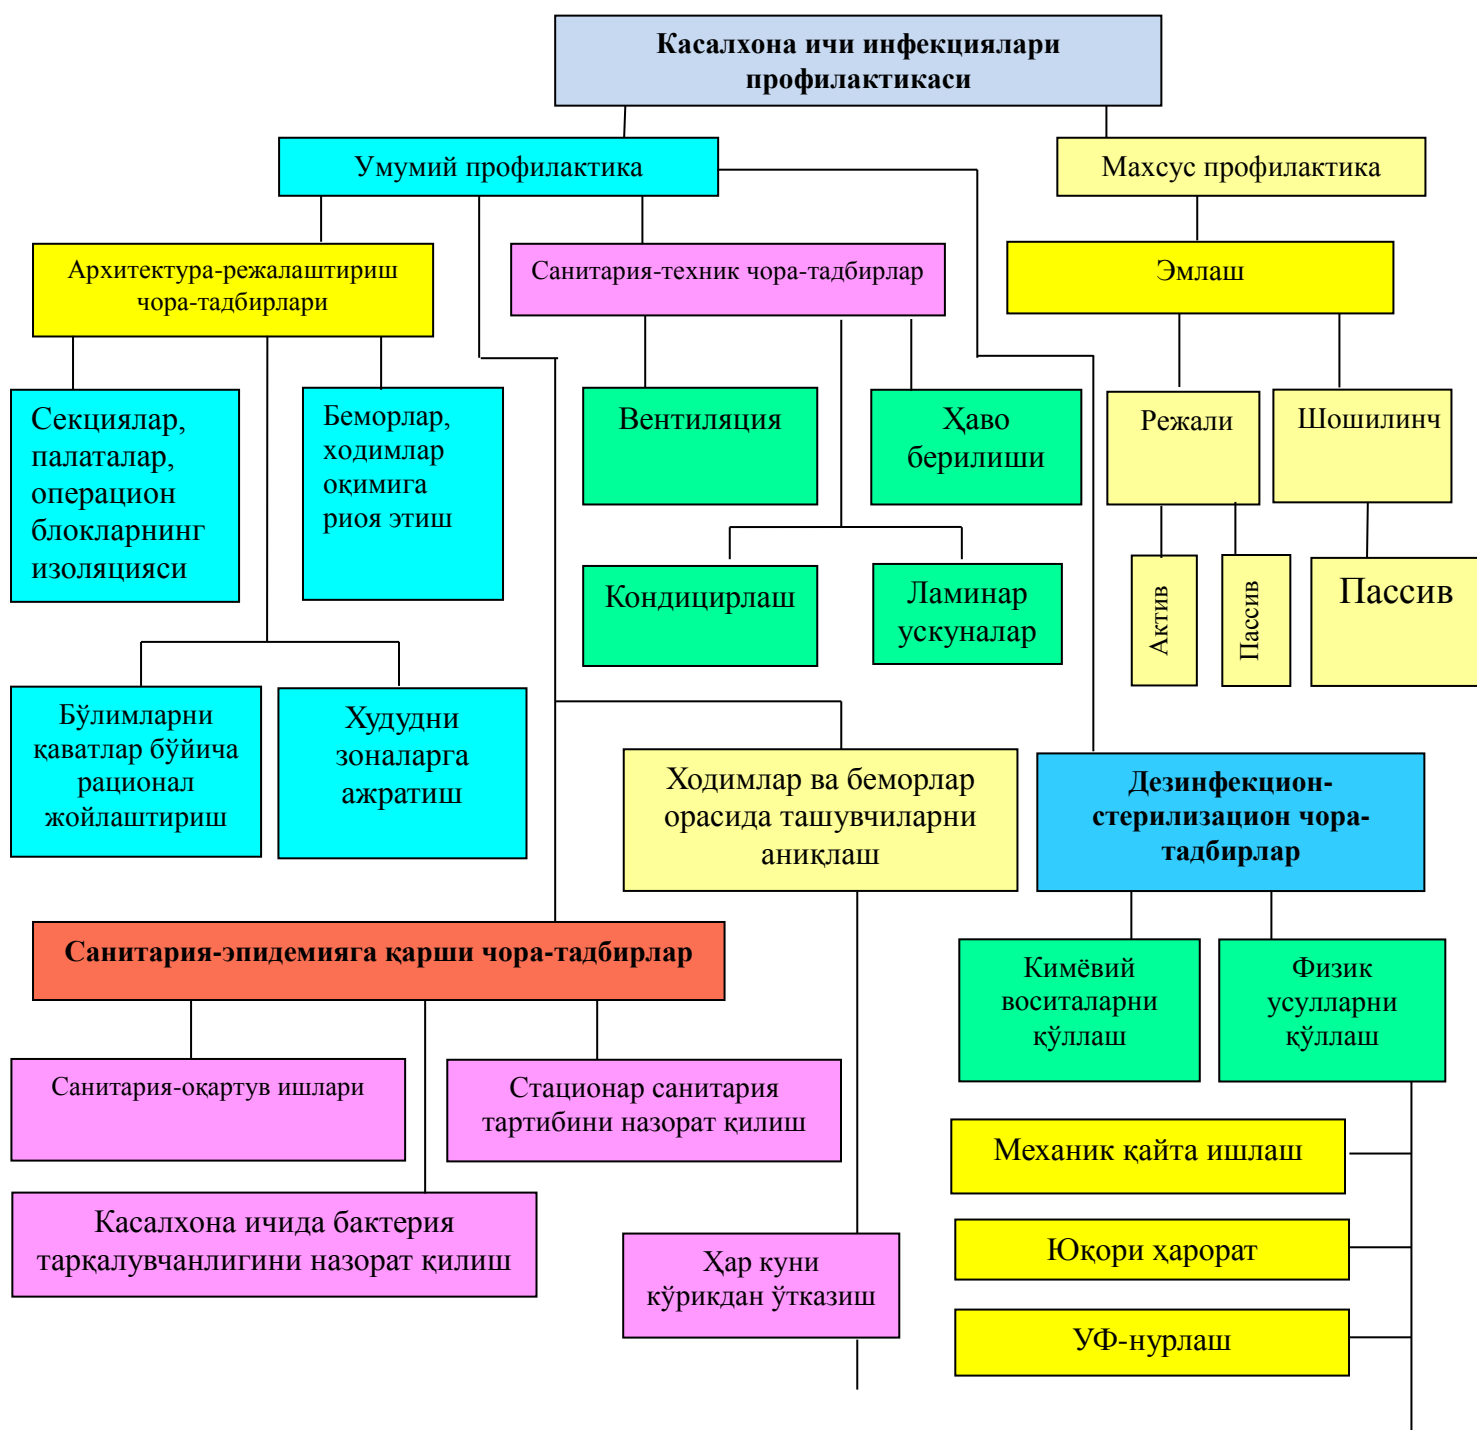 Касалхона ичи инфекциялари
профилактикаси
Умумий профилактика
Махсус профилактика
Архитектура-режалаштириш
чора-тадбирлари
Санитария-техник чора-тадбирлар
Эмлаш
Секциялар,
палаталар,
операцион
блокларнинг
изоляцияси
Беморлар,
ходимлар
оқимига
риоя этиш
Вентиляция
Ҳаво
берилиши
Режали
Шошилинч
Кондицирлаш
Ламинар
ускуналар
Актив
Пассив
Пассив
Бўлимларни
қаватлар бўйича
рационал
жойлаштириш
Худудни
зоналарга
ажратиш
Ходимлар ва беморлар
орасида ташувчиларни
аниқлаш
Дезинфекцион-
стерилизацион чора-
тадбирлар
Санитария-эпидемияга қарши чора-тадбирлар
Кимёвий
воситаларни
қўллаш
Физик
усулларни
қўллаш
Санитария-оқартув ишлари
Стационар санитария
тартибини назорат қилиш
Механик қайта ишлаш
Касалхона ичида бактерия
тарқалувчанлигини назорат қилиш
Ҳар куни
кўрикдан ўтказиш
Юқори ҳарорат
УФ-нурлаш